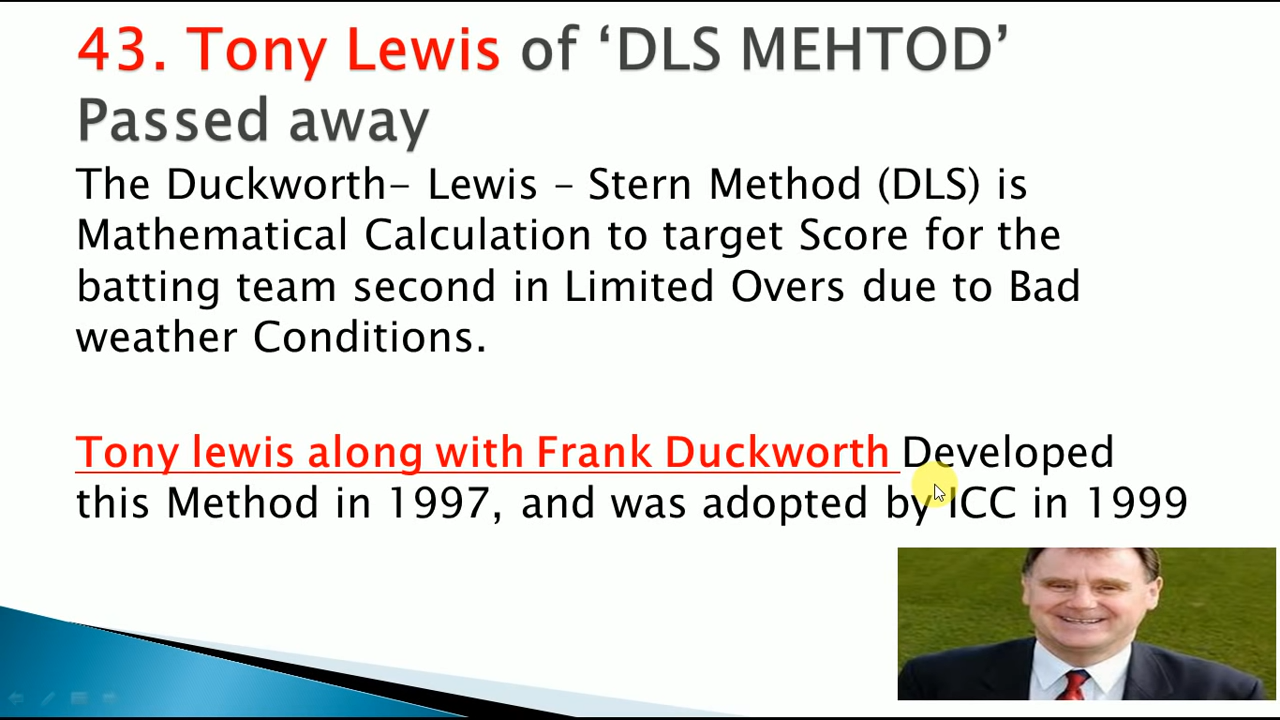 43. Tony Lewis of ‘DLS MEHTOD’
Passed away
The Duckworth– Lewis – Stern Method (DLS) is
Mathematical Calculation to target Score for the
batting team second in Limited Overs due to Bad
weather Conditions.
Tony lewis along with Frank Duckworth Developed
this Method in 1997, and was adopted by ICC in 1999